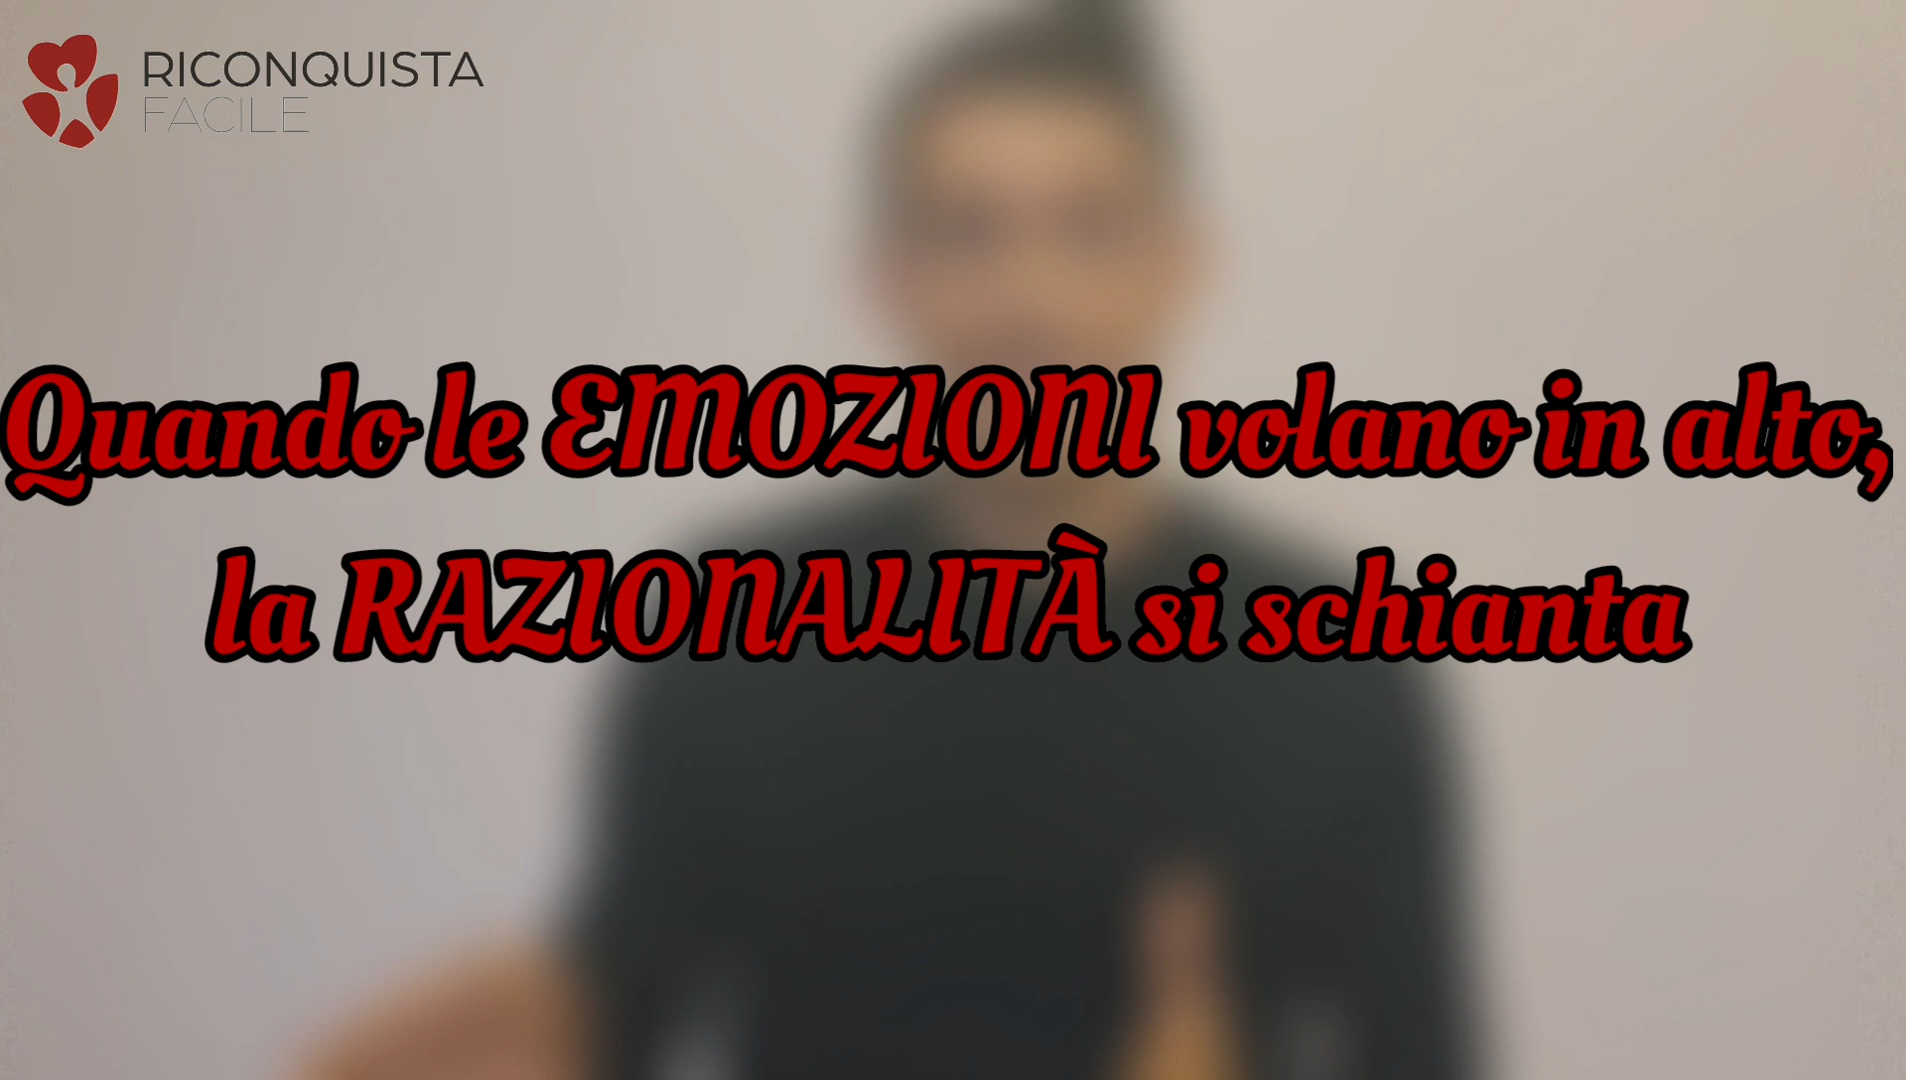 RICONQUISTA
FACILE
Quando le EMOZIONI volano in alto,
la RAZIONALITÀ si schianta